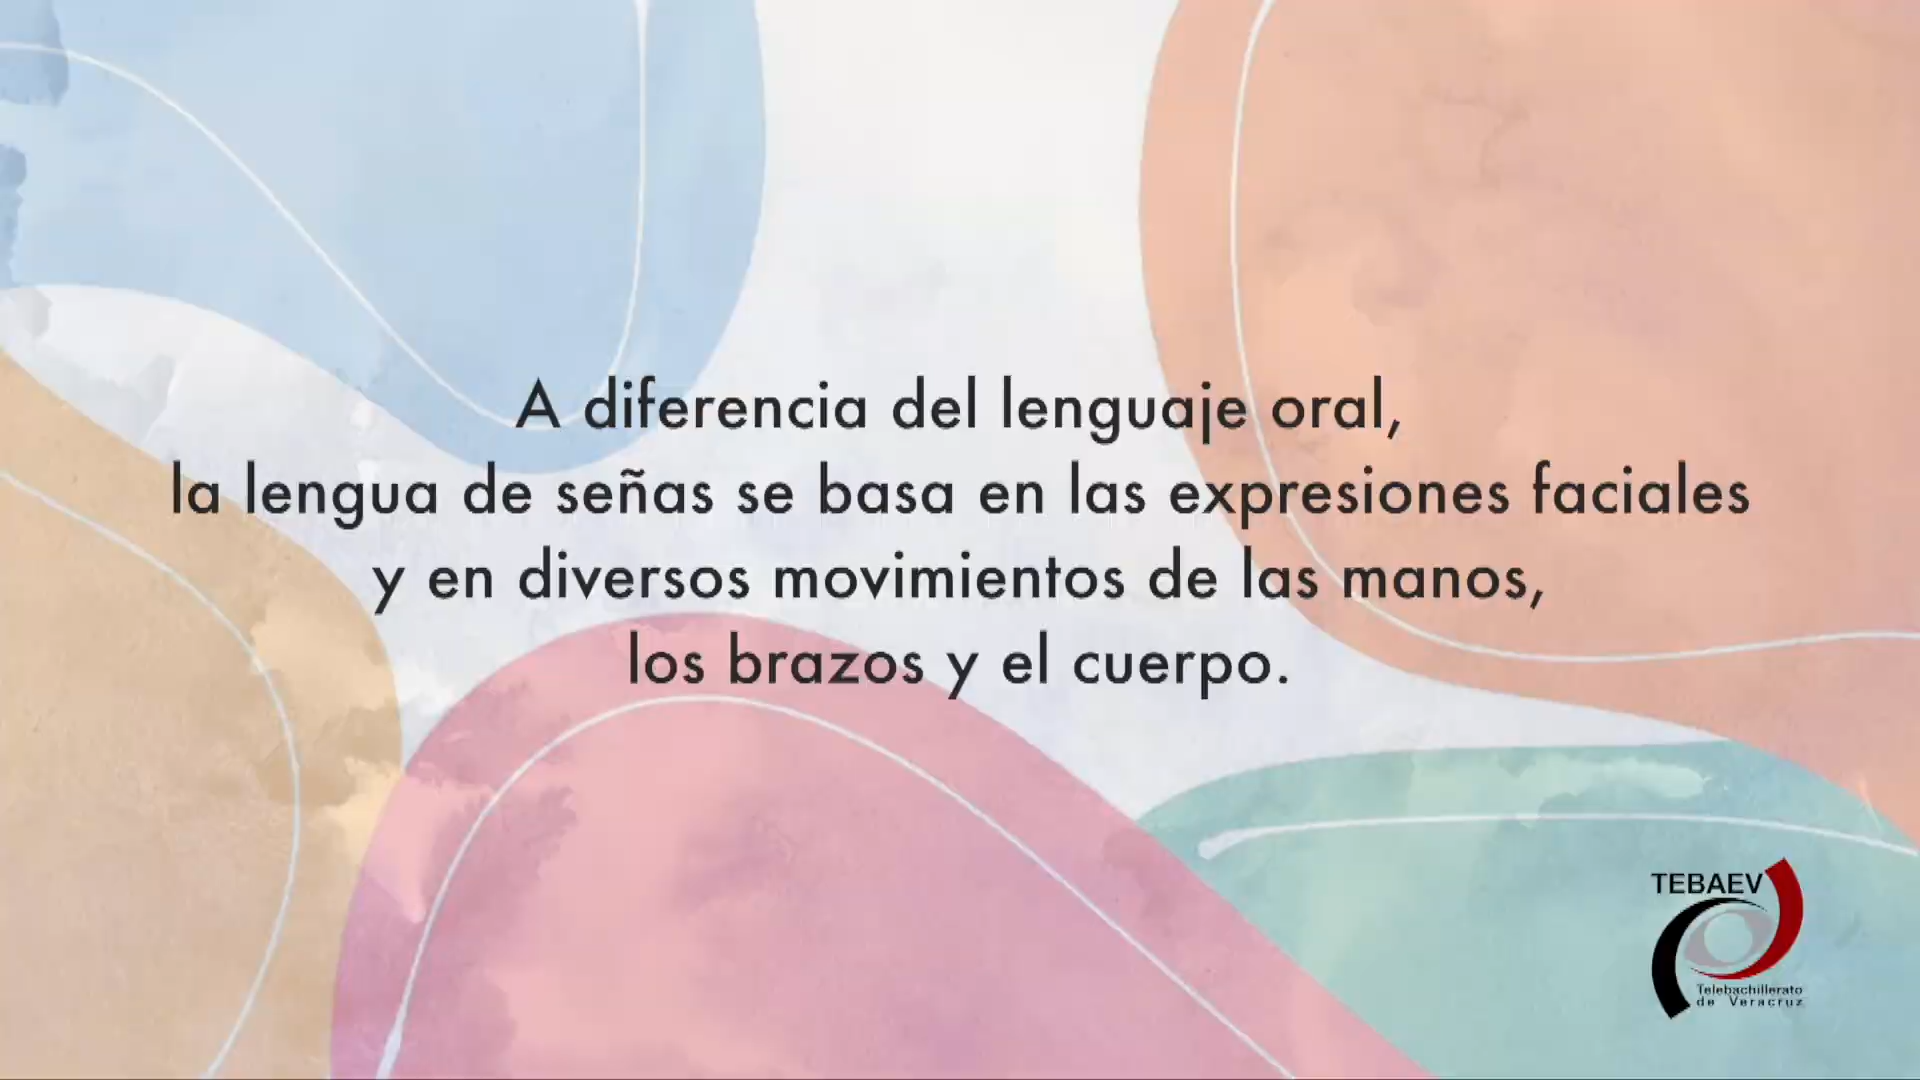 A diferencia del lenguaje oral,
la lengua de señas se basa en las expresiones faciales
y en diversos movimientos de las manos,
los brazos y el cuerpo.
TEBAEV
Telebachillerato
de Veracruz